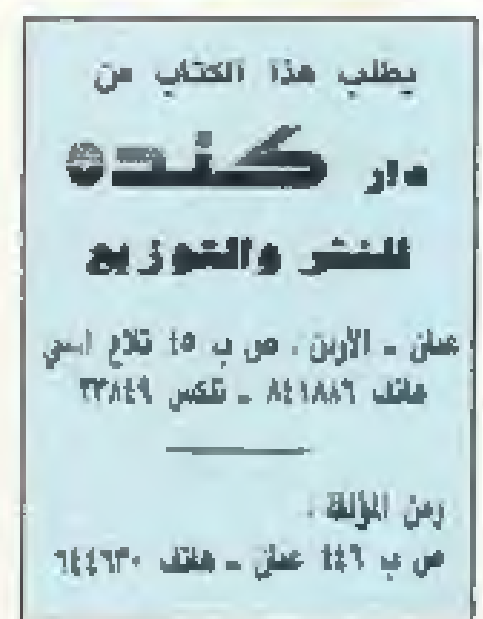 يطلب هذا الكتاب من
دار كندة
للنشر والتوزيع
عمان - الأردن . ص ب ٤٥ تلاع العلي
هاتف ٨٤١٨٨٦ - تلكس ٢٣٨٤٩
ومن المؤلفة .
ص ب ٤٤٦ عمان - هاتف ٦٤٤٦٣٠